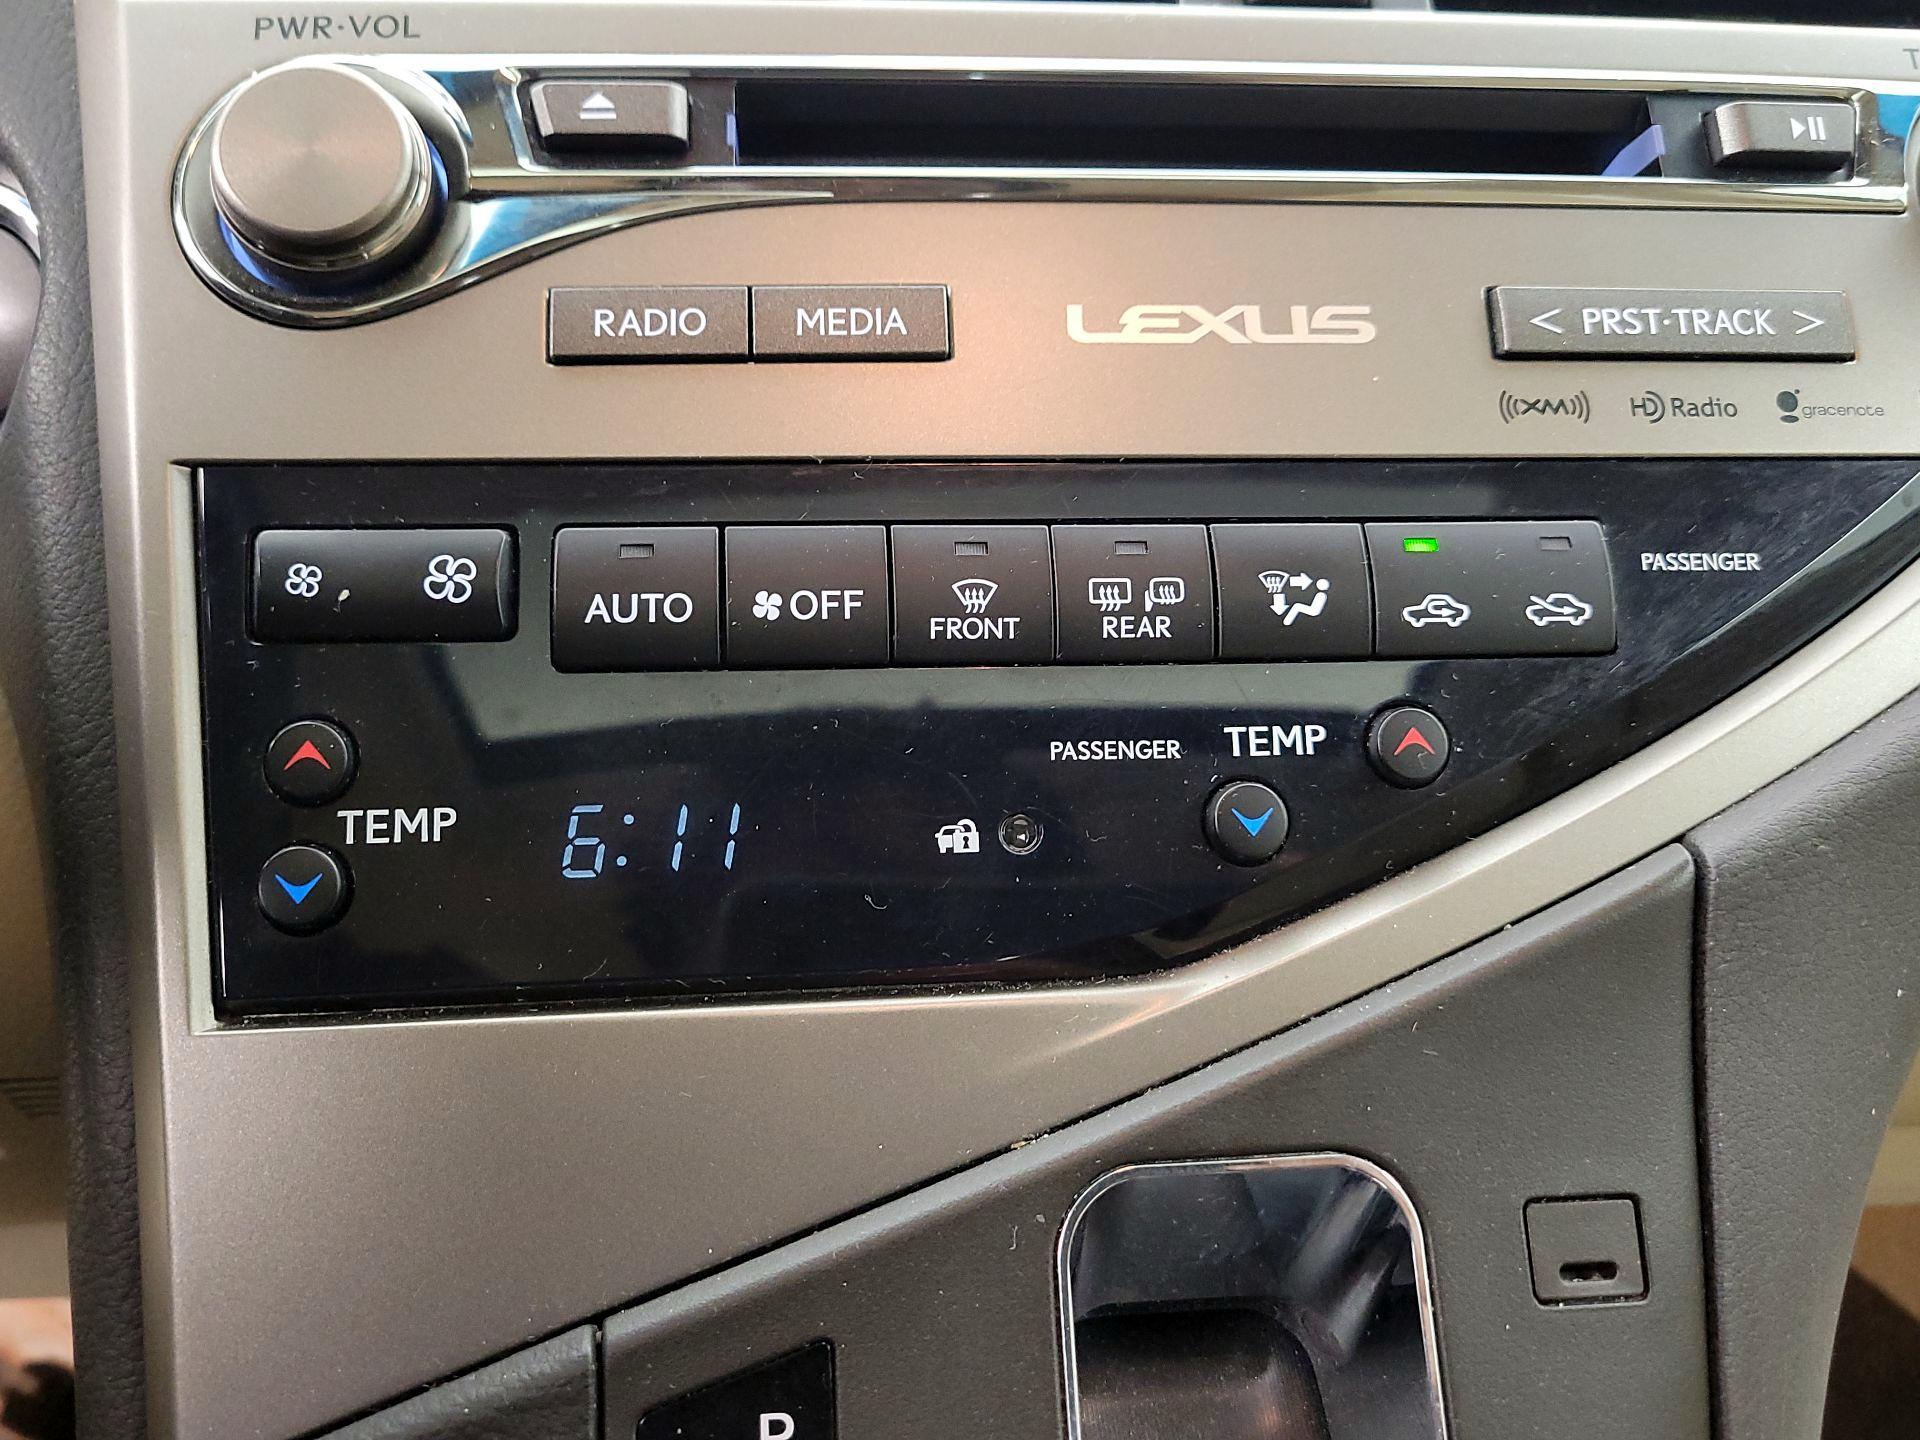 PWR·VOL
T
RADIO MEDIA LEXUS < PRST·TRACK >
((XM)) HD Radio gracenote
AUTO OFF FRONT REAR PASSENGER
PASSENGER TEMP
TEMP 6:11
P